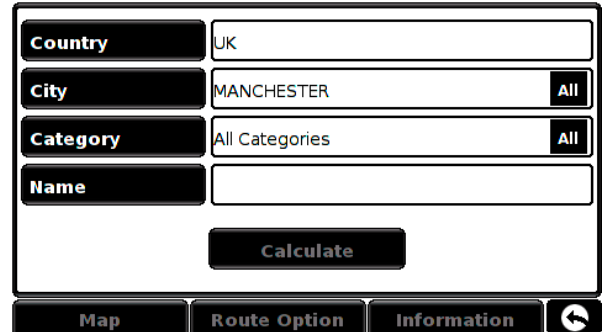 Country UK
City MANCHESTER All
Category All Categories All
Name
Calculate
Map Route Option Information